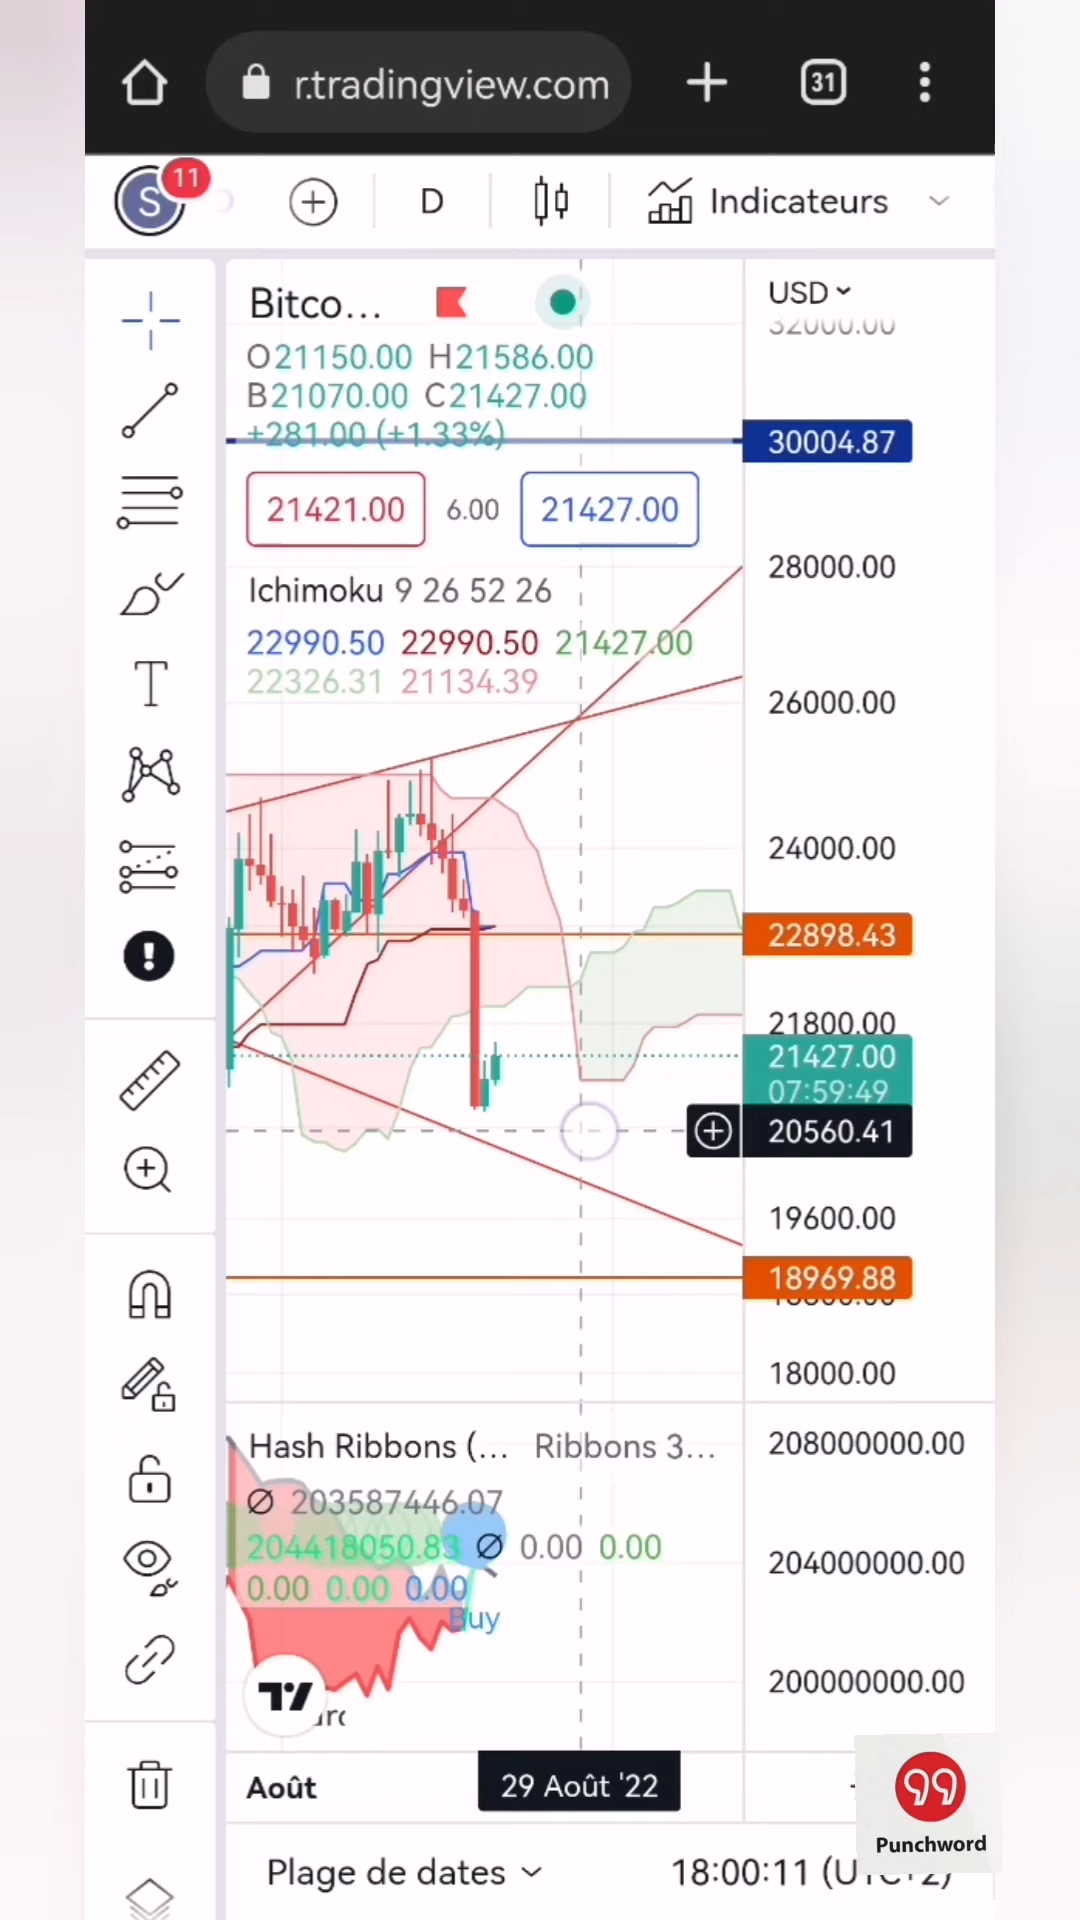 r.tradingview.com
31
S
11
D
Indicateurs
Bitco...
USD
32000.00
O21150.00 H21586.00
B21070.00 C21427.00
+281.00 (+1.33%)
30004.87
21421.00 6.00 21427.00
28000.00
Ichimoku 9 26 52 26
22990.50 22990.50 21427.00
22326.31 21134.39
26000.00
24000.00
22898.43
21800.00
21427.00
07:59:49
20560.41
19600.00
18969.88
18000.00
Hash Ribbons (... Ribbons 3...
208000000.00
Ø 203587446.07
204418050.83 Ø 0.00 0.00
204000000.00
0.00 0.00 0.00
Buy
200000000.00
Août
29 Août '22
Punchword
Plage de dates
18:00:11 (UTC+2)